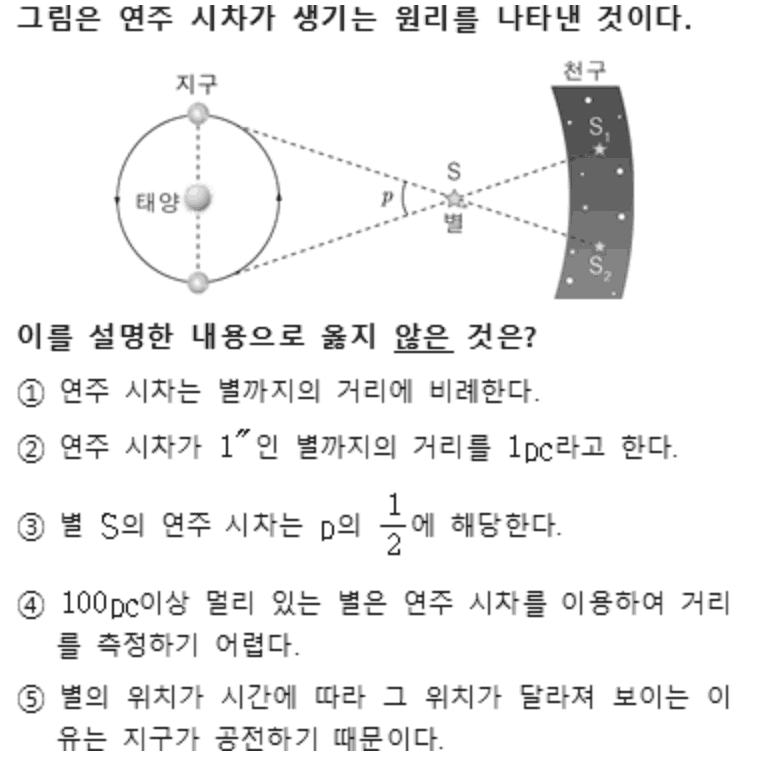 그림은 연주 시차가 생기는 원리를 나타낸 것이다.
지구
천구
S₁
태양
p
S
별
S₂
이를 설명한 내용으로 옳지 않은 것은?
① 연주 시차는 별까지의 거리에 비례한다.
② 연주 시차가 1″인 별까지의 거리를 1pc라고 한다.
③ 별 S의 연주 시차는 p의 1/2에 해당한다.
④ 100pc이상 멀리 있는 별은 연주 시차를 이용하여 거리
를 측정하기 어렵다.
⑤ 별의 위치가 시간에 따라 그 위치가 달라져 보이는 이
유는 지구가 공전하기 때문이다.